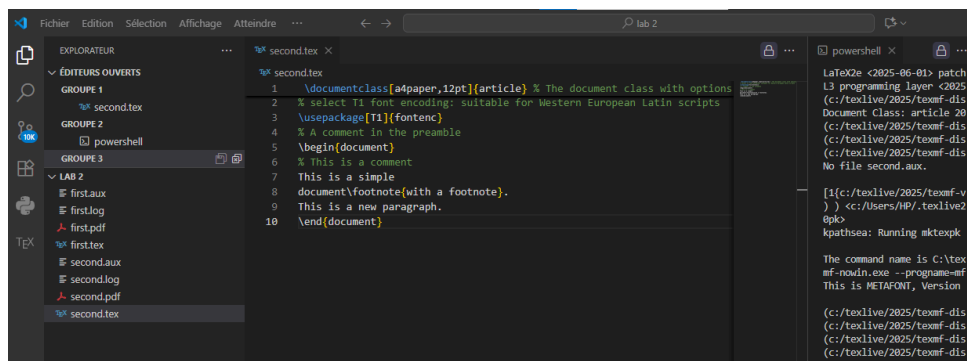 Fichier Edition Sélection Affichage Atteindre ··· ← → lab 2
EXPLORATEUR ···
ÉDITEURS OUVERTS
GROUPE 1
TEX second.tex
GROUPE 2
powershell
GROUPE 3
LAB 2
first.aux
first.log
first.pdf
TEX first.tex
second.aux
second.log
second.pdf
TEX second.tex
10K
TEX
TEX second.tex × ···
TEX second.tex
1 \documentclass[a4paper,12pt]{article} % The document class with options
2 % select T1 font encoding: suitable for Western European Latin scripts
3 \usepackage[T1]{fontenc}
4 % A comment in the preamble
5 \begin{document}
6 % This is a comment
7 This is a simple
8 document\footnote{with a footnote}.
9 This is a new paragraph.
10 \end{document}
powershell × ···
LaTeX2e <2025-06-01> patch
L3 programming layer <2025
(c:/texlive/2025/texmf-dis
Document Class: article 20
(c:/texlive/2025/texmf-dis
(c:/texlive/2025/texmf-dis
(c:/texlive/2025/texmf-dis
No file second.aux.
[1{c:/texlive/2025/texmf-v
) ) <c:/Users/HP/.texlive2
0pk>
kpathsea: Running mktexpk
The command name is C:\tex
mf-nowin.exe --progname=mf
This is METAFONT, Version
(c:/texlive/2025/texmf-dis
(c:/texlive/2025/texmf-dis
(c:/texlive/2025/texmf-dis
(c:/texlive/2025/texmf-dis